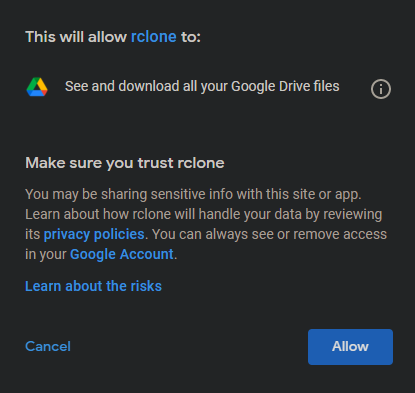 This will allow rclone to:
See and download all your Google Drive files
Make sure you trust rclone
You may be sharing sensitive info with this site or app.
Learn about how rclone will handle your data by reviewing
its privacy policies. You can always see or remove access
in your Google Account.
Learn about the risks
Cancel
Allow